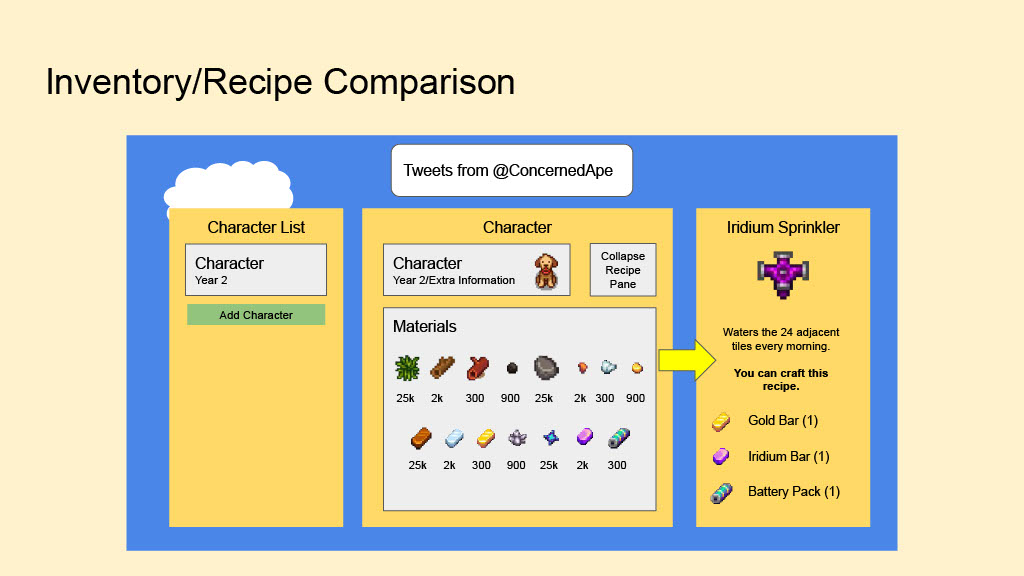 Inventory/Recipe Comparison
Tweets from @ConcernedApe
Character List
Character
Year 2
Add Character
Character
Character
Year 2/Extra Information
Collapse
Recipe
Pane
Materials
25k 2k 300 900 25k 2k 300 900
25k 2k 300 900 25k 2k 300
Iridium Sprinkler
Waters the 24 adjacent
tiles every morning.
You can craft this
recipe.
Gold Bar (1)
Iridium Bar (1)
Battery Pack (1)